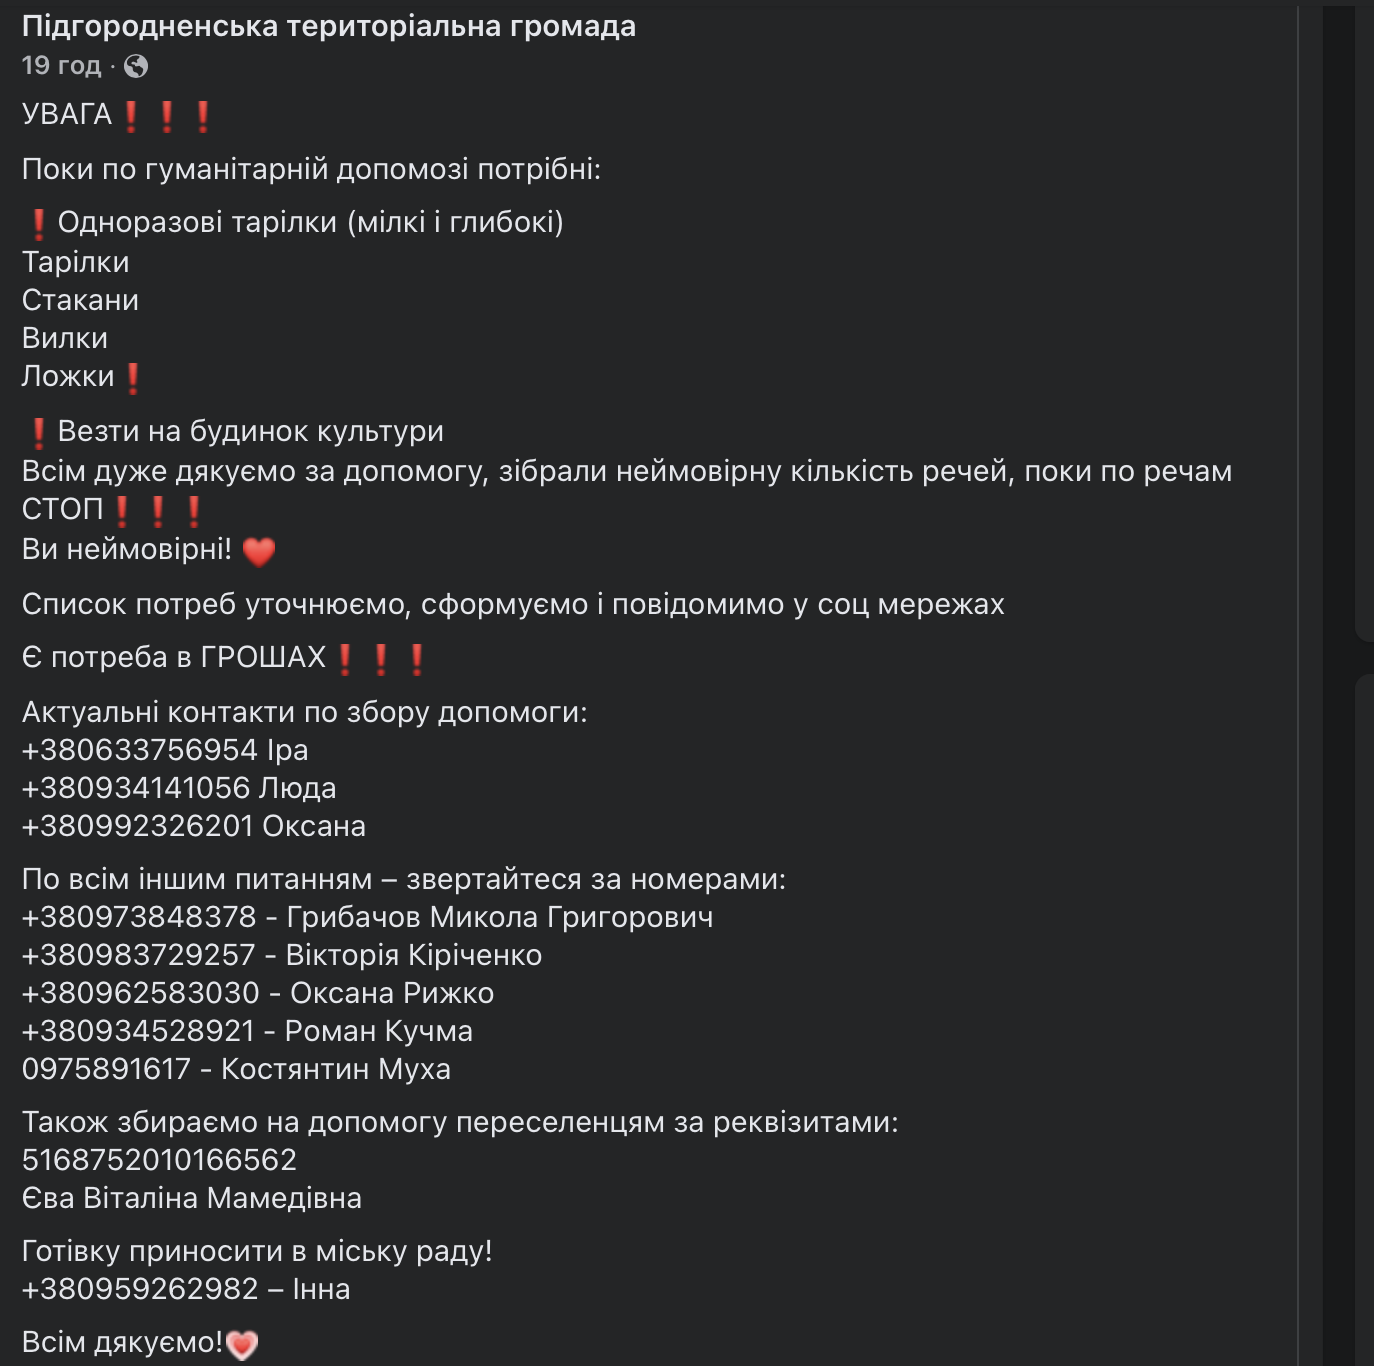 Підгородненська територіальна громада
19 год ·
УВАГА❗❗❗
Поки по гуманітарній допомозі потрібні:
❗Одноразові тарілки (мілкі і глибокі)
Тарілки
Стакани
Вилки
Ложки❗
❗Везти на будинок культури
Всім дуже дякуємо за допомогу, зібрали неймовірну кількість речей, поки по речам
СТОП❗❗❗
Ви неймовірні! ❤️
Список потреб уточнюємо, сформуємо і повідомимо у соц мережах
Є потреба в ГРОШАХ❗❗❗
Актуальні контакти по збору допомоги:
+380633756954 Іра
+380934141056 Люда
+380992326201 Оксана
По всім іншим питанням – звертайтеся за номерами:
+380973848378 - Грибачов Микола Григорович
+380983729257 - Вікторія Кіріченко
+380962583030 - Оксана Рижко
+380934528921 - Роман Кучма
0975891617 - Костянтин Муха
Також збираємо на допомогу переселенцям за реквізитами:
5168752010166562
Єва Віталіна Мамедівна
Готівку приносити в міську раду!
+380959262982 – Інна
Всім дякуємо!💗